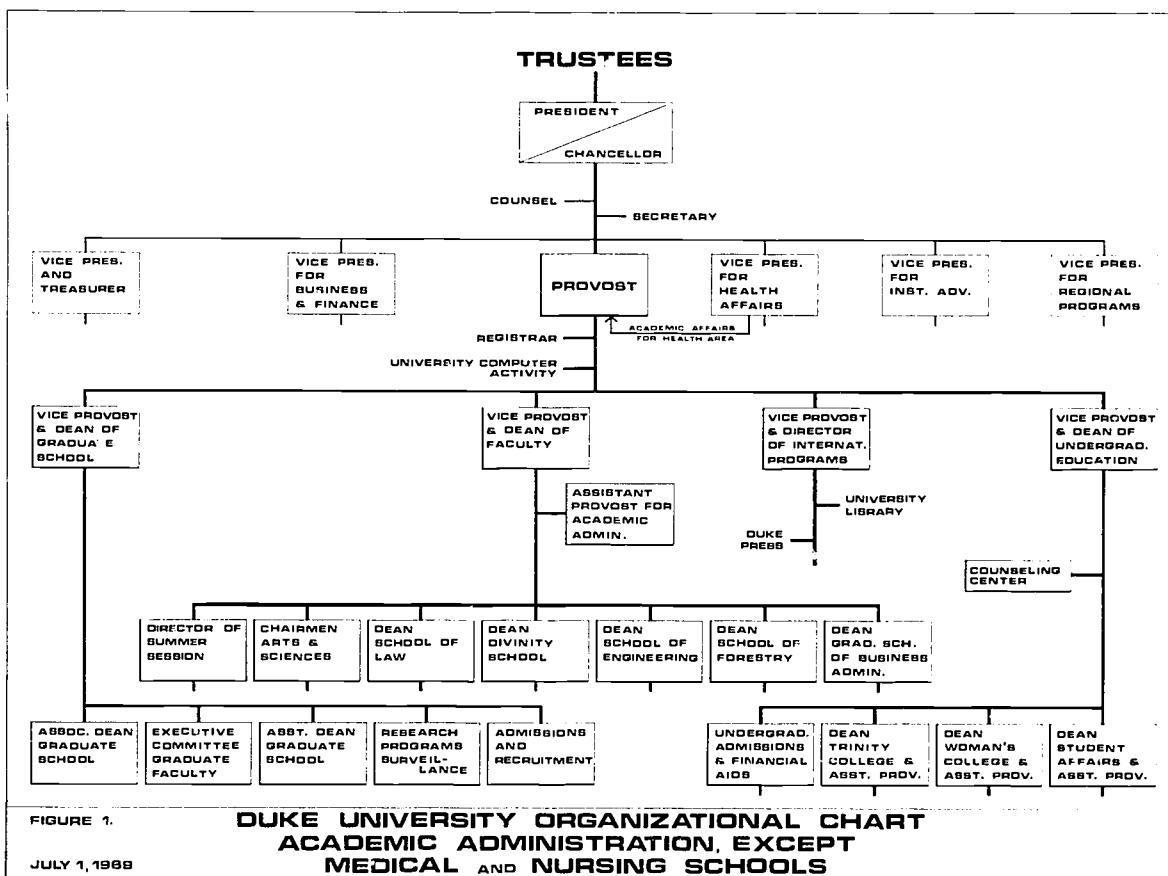 TRUSTEES
PRESIDENT
CHANCELLOR
COUNSEL
SECRETARY
VICE PRES.
AND
TREASURER
VICE PRES.
FOR
BUSINESS
& FINANCE
PROVOST
VICE PRES.
FOR
HEALTH
AFFAIRS
VICE PRES.
FOR
INST. ADV.
VICE PRES.
FOR
REGIONAL
PROGRAMS
ACADEMIC AFFAIRS
FOR HEALTH AREA
REGISTRAR
UNIVERSITY COMPUTER
ACTIVITY
VICE PROVOST
& DEAN OF
GRADUATE
SCHOOL
VICE PROVOST
& DEAN OF
FACULTY
VICE PROVOST
& DIRECTOR
OF INTERNAT.
PROGRAMS
VICE PROVOST
& DEAN OF
UNDERGRAD.
EDUCATION
ASSISTANT
PROVOST FOR
ACADEMIC
ADMIN.
UNIVERSITY
LIBRARY
DUKE
PRESS
COUNSELING
CENTER
DIRECTOR OF
SUMMER
SESSION
CHAIRMEN
ARTS &
SCIENCES
DEAN
SCHOOL OF
LAW
DEAN
DIVINITY
SCHOOL
DEAN
SCHOOL OF
ENGINEERING
DEAN
SCHOOL OF
FORESTRY
DEAN
GRAD. SCH.
OF BUSINESS
ADMIN.
ASSOC. DEAN
GRADUATE
SCHOOL
EXECUTIVE
COMMITTEE
GRADUATE
FACULTY
ASST. DEAN
GRADUATE
SCHOOL
RESEARCH
PROGRAMS
SURVEIL-
LANCE
ADMISSIONS
AND
RECRUITMENT
UNDERGRAD.
ADMISSIONS
& FINANCIAL
AIDS
DEAN
TRINITY
COLLEGE &
ASST. PROV.
DEAN
WOMAN'S
COLLEGE &
ASST. PROV.
DEAN
STUDENT
AFFAIRS &
ASST. PROV.
FIGURE 1.
DUKE UNIVERSITY ORGANIZATIONAL CHART
ACADEMIC ADMINISTRATION, EXCEPT
MEDICAL AND NURSING SCHOOLS
JULY 1, 1969